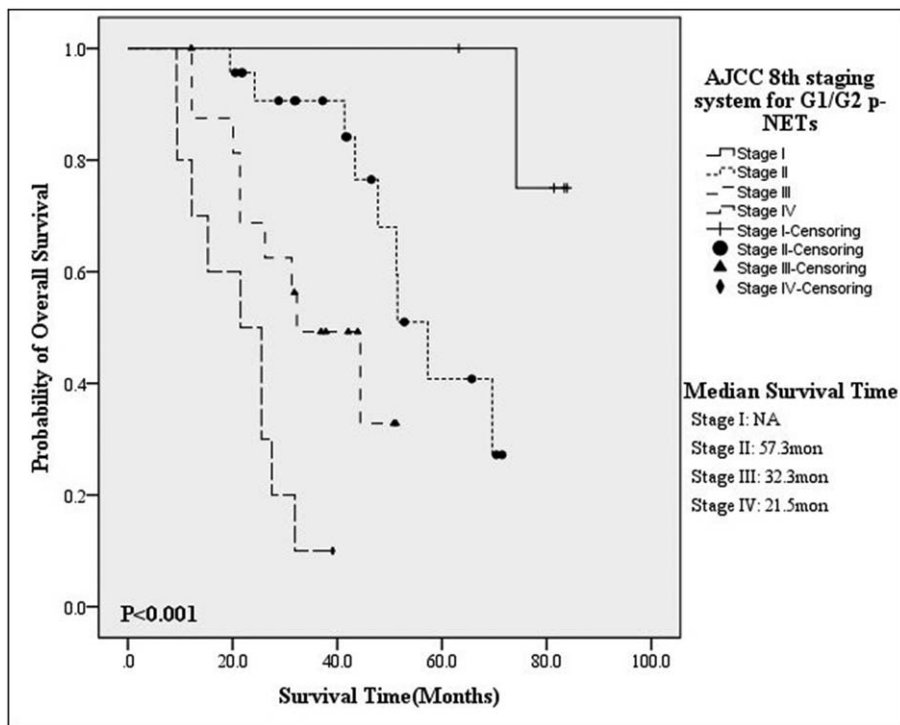 Probability of Overall Survival
1.0
0.8
0.6
0.4
0.2
0.0
P<0.001
.0
20.0
40.0
60.0
80.0
100.0
Survival Time(Months)
AJCC 8th staging
system for G1/G2 p-
NETs
Stage I
Stage II
Stage III
Stage IV
Stage I-Censoring
Stage II-Censoring
Stage III-Censoring
Stage IV-Censoring
Median Survival Time
Stage I: NA
Stage II: 57.3mon
Stage III: 32.3mon
Stage IV: 21.5mon